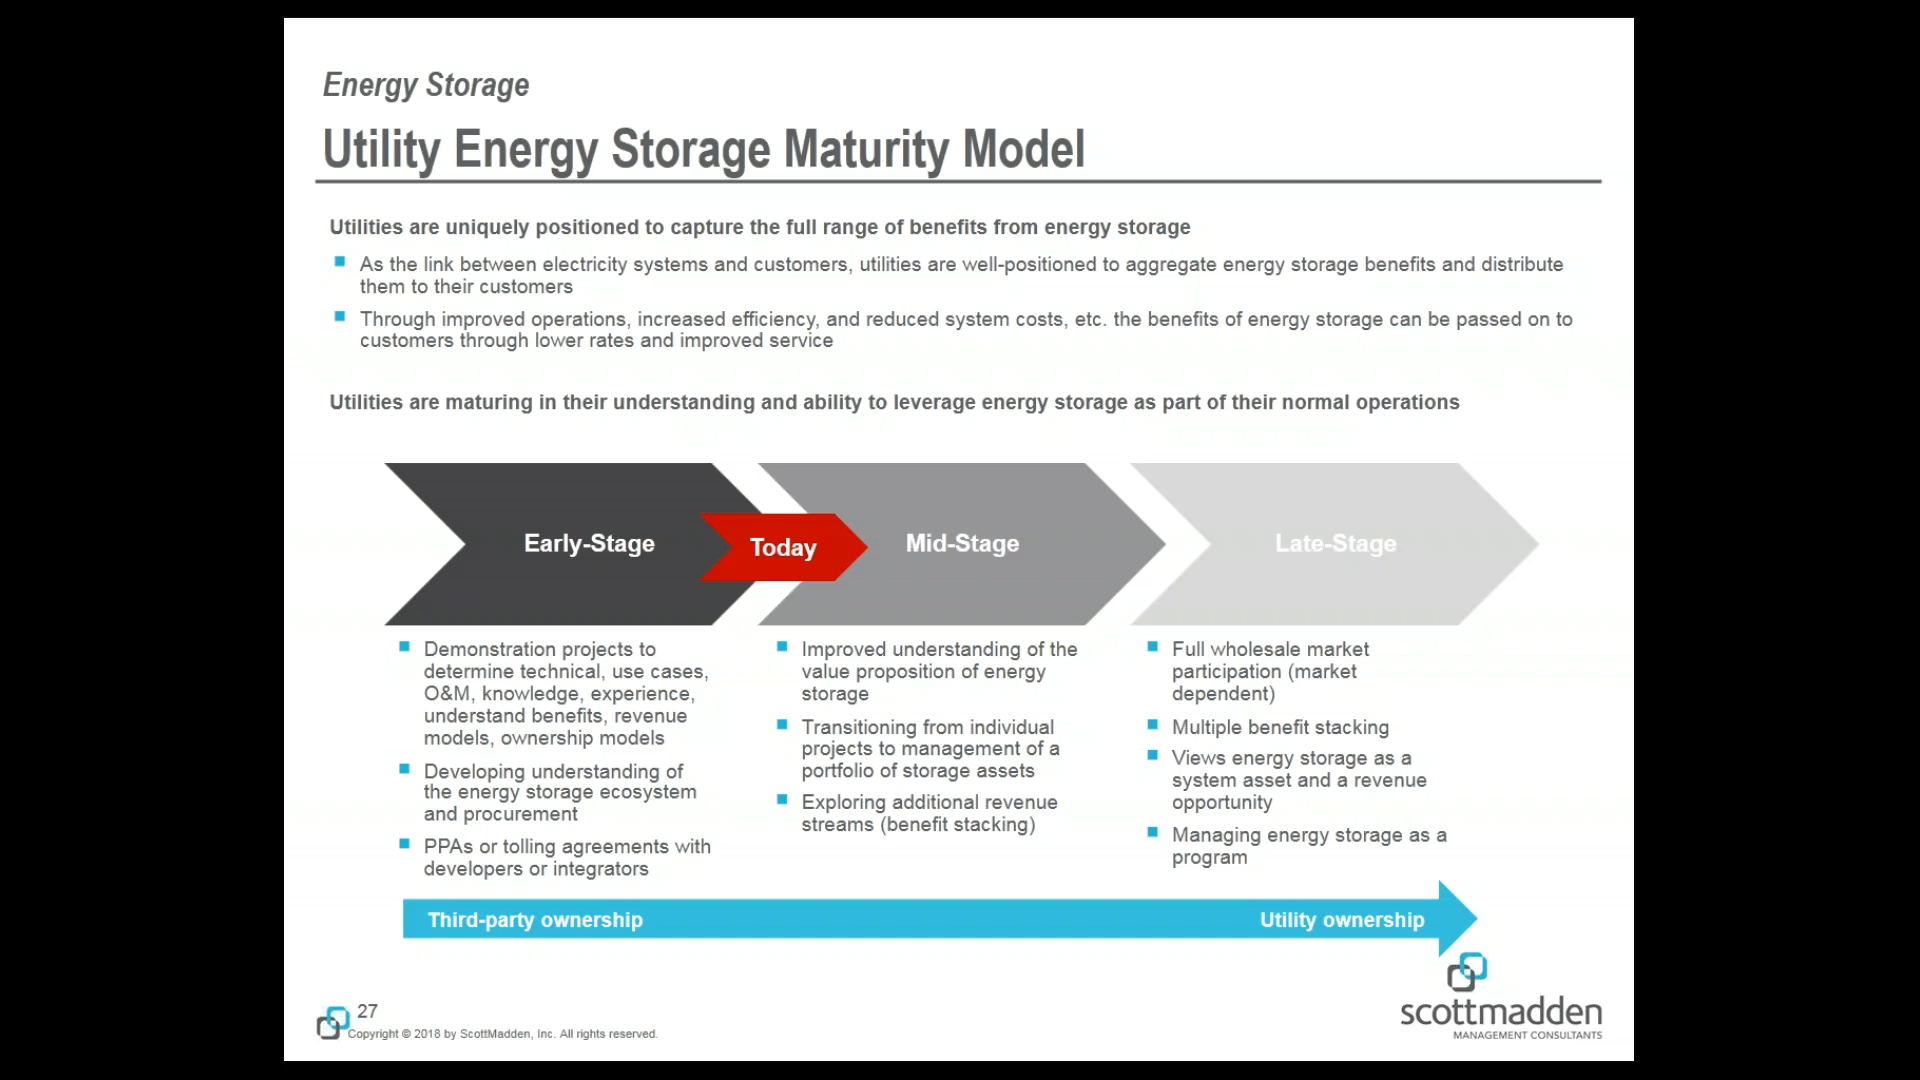 Energy Storage
Utility Energy Storage Maturity Model
Utilities are uniquely positioned to capture the full range of benefits from energy storage
As the link between electricity systems and customers, utilities are well-positioned to aggregate energy storage benefits and distribute
them to their customers
Through improved operations, increased efficiency, and reduced system costs, etc. the benefits of energy storage can be passed on to
customers through lower rates and improved service
Utilities are maturing in their understanding and ability to leverage energy storage as part of their normal operations
Early-Stage
Today
Mid-Stage
Late-Stage
Demonstration projects to
determine technical, use cases,
O&M, knowledge, experience,
understand benefits, revenue
models, ownership models
Developing understanding of
the energy storage ecosystem
and procurement
PPAs or tolling agreements with
developers or integrators
Improved understanding of the
value proposition of energy
storage
Transitioning from individual
projects to management of a
portfolio of storage assets
Exploring additional revenue
streams (benefit stacking)
Full wholesale market
participation (market
dependent)
Multiple benefit stacking
Views energy storage as a
system asset and a revenue
opportunity
Managing energy storage as a
program
Third-party ownership
Utility ownership
27
Copyright © 2018 by ScottMadden, Inc. All rights reserved.
scottmadden
MANAGEMENT CONSULTANTS